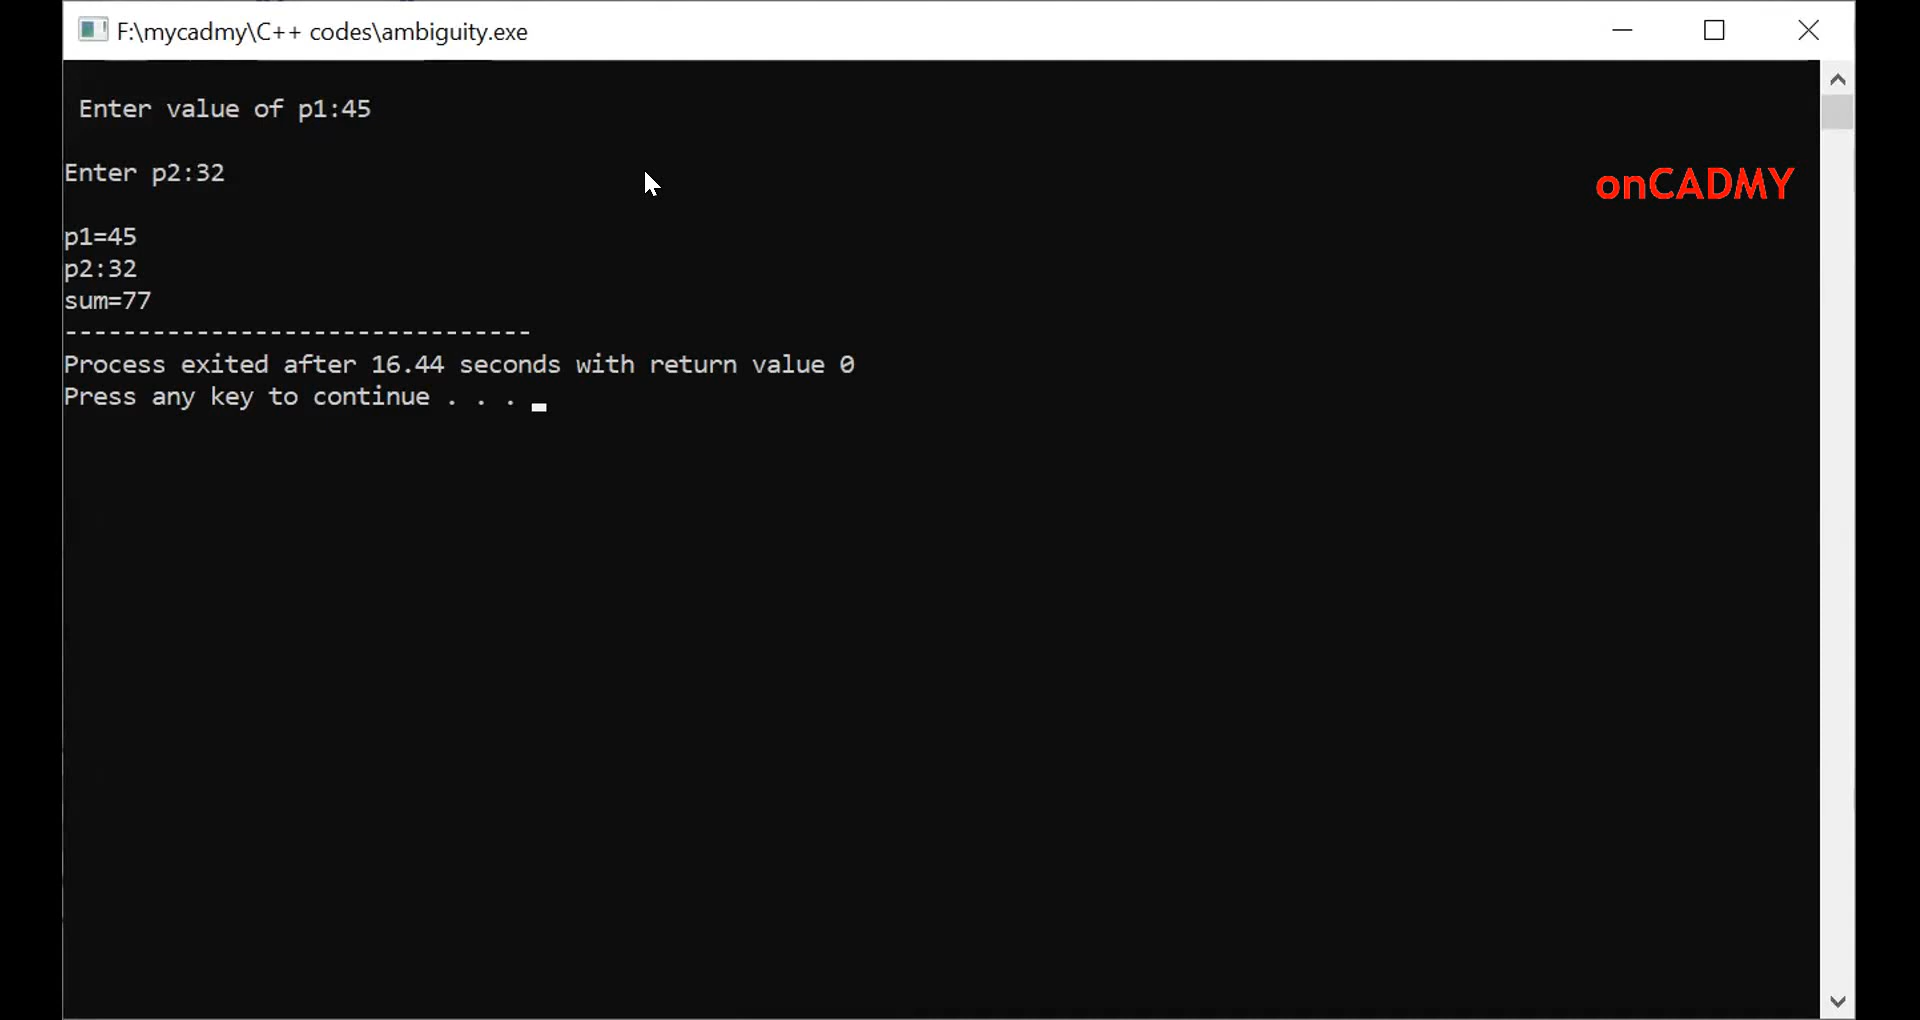 F:\mycadmy\C++ codes\ambiguity.exe
Enter value of p1:45
Enter p2:32
onCADMY
p1=45
p2:32
sum=77
--------------------------------
Process exited after 16.44 seconds with return value 0
Press any key to continue . . .